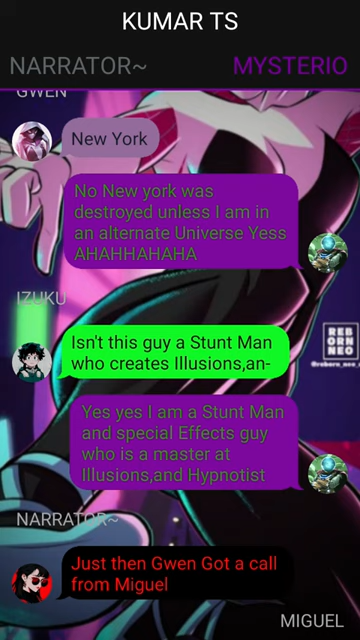 KUMAR TS
NARRATOR~ MYSTERIO
GWEN
New York
No New york was
destroyed unless I am in
an alternate Universe Yess
AHAHHAHAHA
IZUKU
Isn't this guy a Stunt Man
who creates Illusions,an-
REB
ORN
NEO
Yes yes I am a Stunt Man
and special Effects guy
who is a master at
Illusions,and Hypnotist
NARRATOR~
Just then Gwen Got a call
from Miguel
MIGUEL